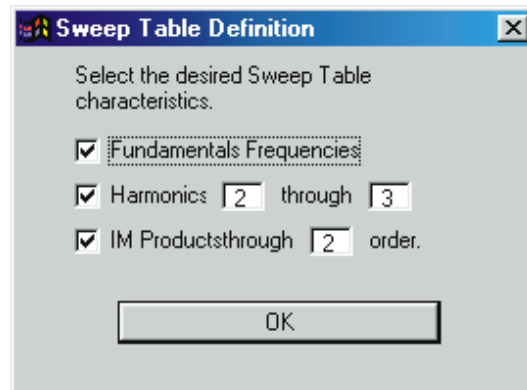 Sweep Table Definition
Select the desired Sweep Table
characteristics.
Fundamentals Frequencies
Harmonics 2 through 3
IM Productsthrough 2 order.
OK